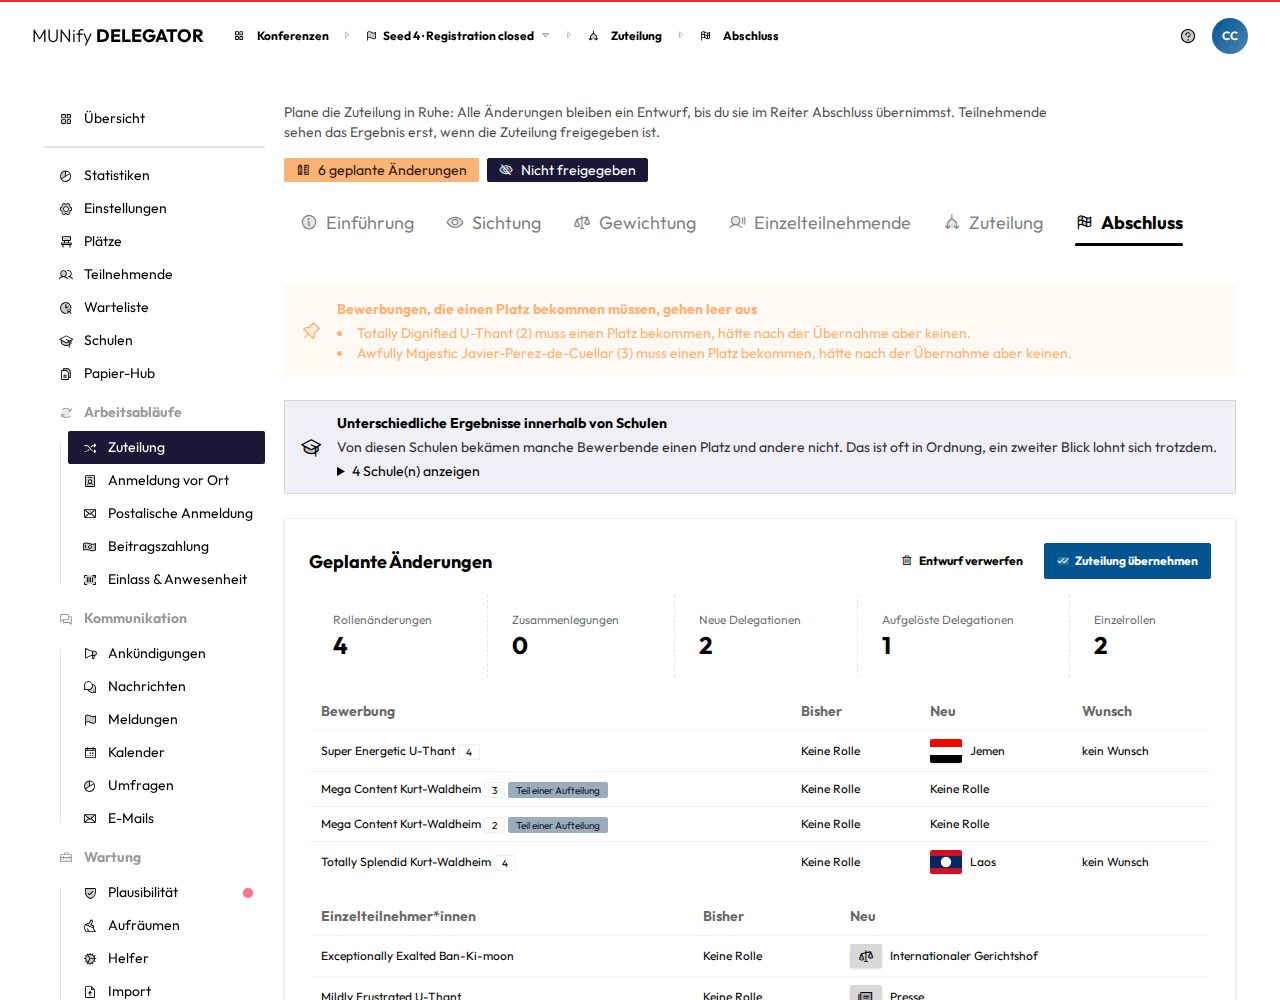 MUNify DELEGATOR
Konferenzen
Seed 4 · Registration closed
Zuteilung
Abschluss
CC
Übersicht
Statistiken
Einstellungen
Plätze
Teilnehmende
Warteliste
Schulen
Papier-Hub
Arbeitsabläufe
Zuteilung
Anmeldung vor Ort
Postalische Anmeldung
Beitragszahlung
Einlass & Anwesenheit
Kommunikation
Ankündigungen
Nachrichten
Meldungen
Kalender
Umfragen
E-Mails
Wartung
Plausibilität
Aufräumen
Helfer
Import
Plane die Zuteilung in Ruhe: Alle Änderungen bleiben ein Entwurf, bis du sie im Reiter Abschluss übernimmst. Teilnehmende
sehen das Ergebnis erst, wenn die Zuteilung freigegeben ist.
6 geplante Änderungen
Nicht freigegeben
Einführung
Sichtung
Gewichtung
Einzelteilnehmende
Zuteilung
Abschluss
Bewerbungen, die einen Platz bekommen müssen, gehen leer aus
• Totally Dignified U-Thant (2) muss einen Platz bekommen, hätte nach der Übernahme aber keinen.
• Awfully Majestic Javier-Perez-de-Cuellar (3) muss einen Platz bekommen, hätte nach der Übernahme aber keinen.
Unterschiedliche Ergebnisse innerhalb von Schulen
Von diesen Schulen bekämen manche Bewerbende einen Platz und andere nicht. Das ist oft in Ordnung, ein zweiter Blick lohnt sich trotzdem.
4 Schule(n) anzeigen
Geplante Änderungen
Entwurf verwerfen
Zuteilung übernehmen
Rollenänderungen
4
Zusammenlegungen
0
Neue Delegationen
2
Aufgelöste Delegationen
1
Einzelrollen
2
Bewerbung Bisher Neu Wunsch
Super Energetic U-Thant 4 Keine Rolle Jemen kein Wunsch
Mega Content Kurt-Waldheim 3 Teil einer Aufteilung Keine Rolle Keine Rolle
Mega Content Kurt-Waldheim 2 Teil einer Aufteilung Keine Rolle Keine Rolle
Totally Splendid Kurt-Waldheim 4 Keine Rolle Laos kein Wunsch
Einzelteilnehmer*innen Bisher Neu
Exceptionally Exalted Ban-Ki-moon Keine Rolle Internationaler Gerichtshof
Mildly Frustrated U-Thant Keine Rolle Presse